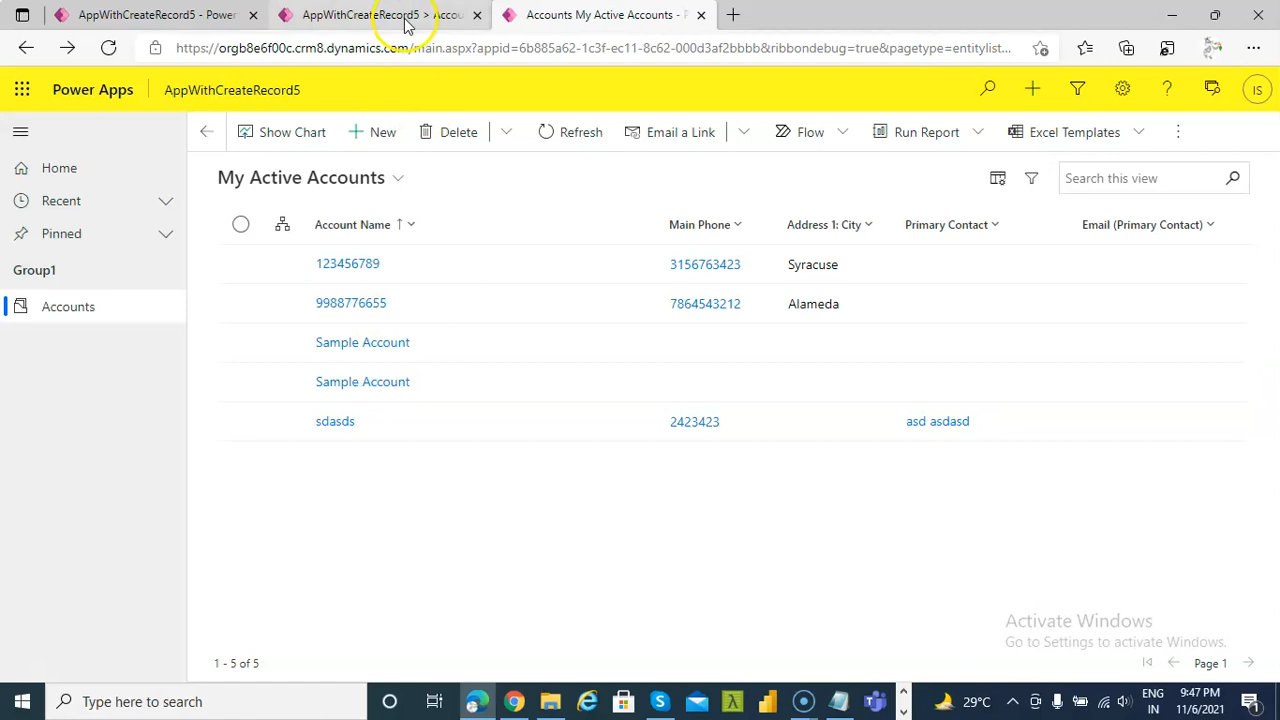 AppWithCreateRecord5 - Power
AppWithCreateRecord5 > Accou
Accounts My Active Accounts - P
https://orgb8e6f00c.crm8.dynamics.com/main.aspx?appid=6b885a62-1c3f-ec11-8c62-000d3af2bbbb&ribbondebug=true&pagetype=entitylist...
Power Apps
AppWithCreateRecord5
IS
Show Chart
New
Delete
Refresh
Email a Link
Flow
Run Report
Excel Templates
Home
Recent
Pinned
Group1
Accounts
My Active Accounts
Search this view
Account Name
Main Phone
Address 1: City
Primary Contact
Email (Primary Contact)
123456789 3156763423 Syracuse
9988776655 7864543212 Alameda
Sample Account
Sample Account
sdasds 2423423 asd asdasd
Activate Windows
Go to Settings to activate Windows.
1 - 5 of 5
Page 1
Type here to search
29°C
ENG
IN
9:47 PM
11/6/2021
1